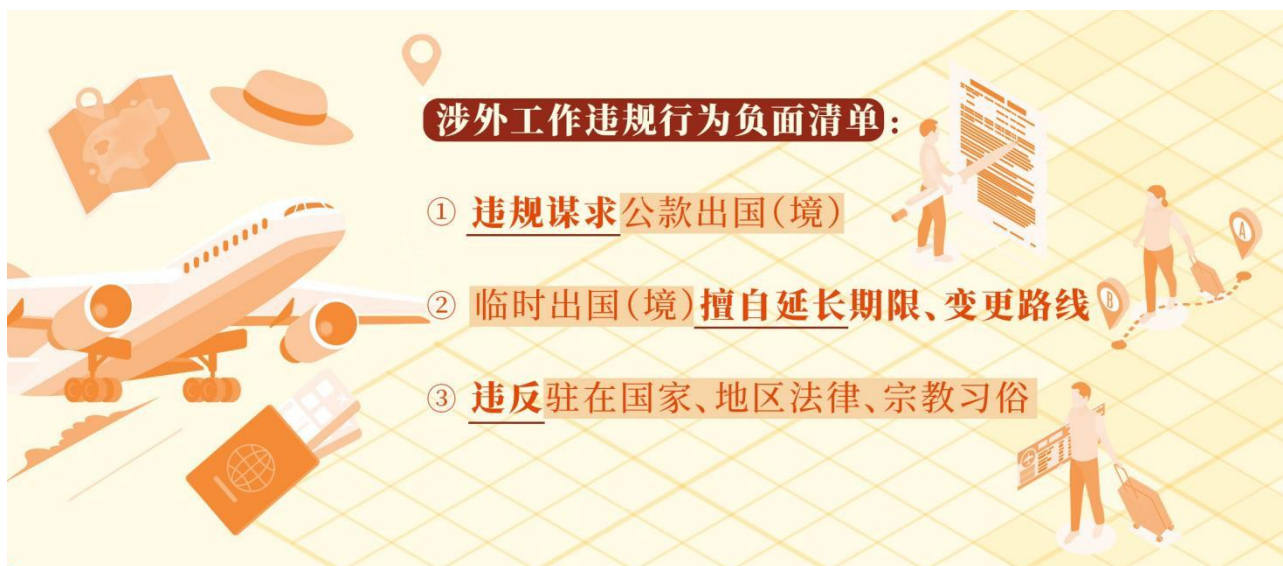 涉外工作违规行为负面清单:
① 违规谋求公款出国(境)
② 临时出国(境)擅自延长期限、变更路线
A
B
③ 违反驻在国家、地区法律、宗教习俗